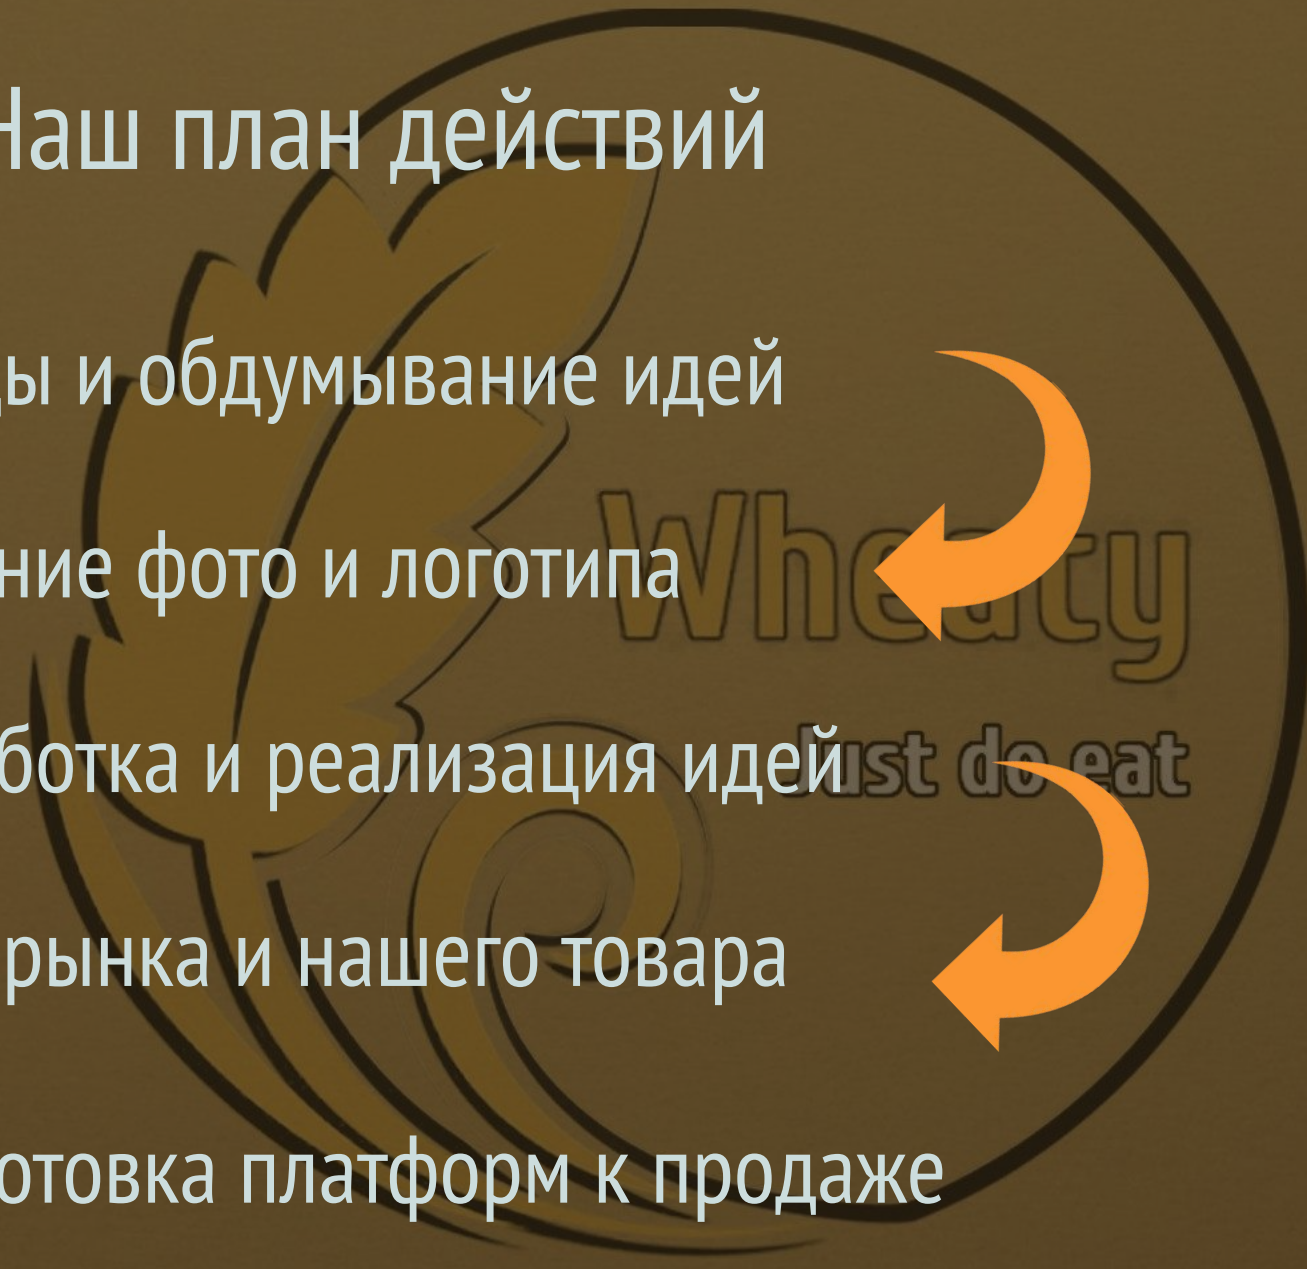 Наш план действий
ды и обдумывание идей
ние фото и логотипа
Wheaty
ботка и реализация идей
Just do eat
рынка и нашего товара
отовка платформ к продаже